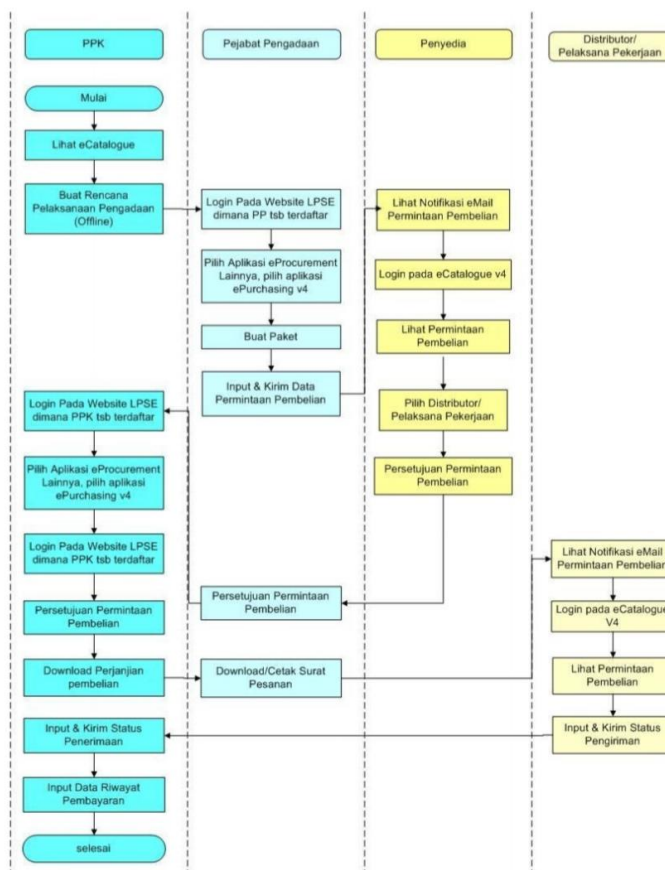 PPK
Pejabat Pengadaan
Penyedia
Distributor/
Pelaksana Pekerjaan
Mulai
Lihat eCatalogue
Buat Rencana
Pelaksanaan Pengadaan
(Offline)
Login Pada Website LPSE
dimana PP tsb terdaftar
Pilih Aplikasi eProcurement
Lainnya, pilih aplikasi
ePurchasing v4
Buat Paket
Input & Kirim Data
Permintaan Pembelian
Lihat Notifikasi eMail
Permintaan Pembelian
Login pada eCatalogue v4
Lihat Permintaan
Pembelian
Pilih Distributor/
Pelaksana Pekerjaan
Persetujuan Permintaan
Pembelian
Persetujuan Permintaan
Pembelian
Login Pada Website LPSE
dimana PPK tsb terdaftar
Pilih Aplikasi eProcurement
Lainnya, pilih aplikasi
ePurchasing v4
Login Pada Website LPSE
dimana PPK tsb terdaftar
Persetujuan Permintaan
Pembelian
Download Perjanjian
pembelian
Download/Cetak Surat
Pesanan
Lihat Notifikasi eMail
Permintaan Pembelian
Login pada eCatalogue
V4
Lihat Permintaan
Pembelian
Input & Kirim Status
Pengiriman
Input & Kirim Status
Penerimaan
Input Data Riwayat
Pembayaran
selesai